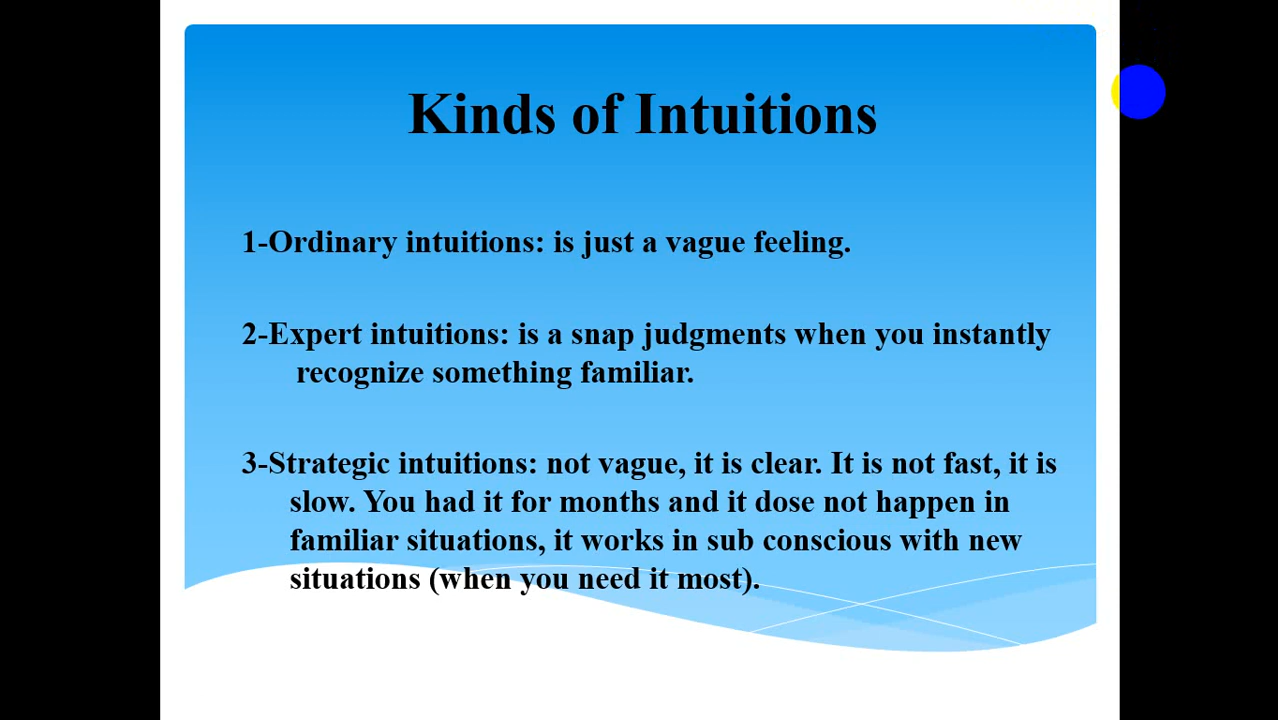 Kinds of Intuitions
1-Ordinary intuitions: is just a vague feeling.
2-Expert intuitions: is a snap judgments when you instantly
recognize something familiar.
3-Strategic intuitions: not vague, it is clear. It is not fast, it is
slow. You had it for months and it dose not happen in
familiar situations, it works in sub conscious with new
situations (when you need it most).